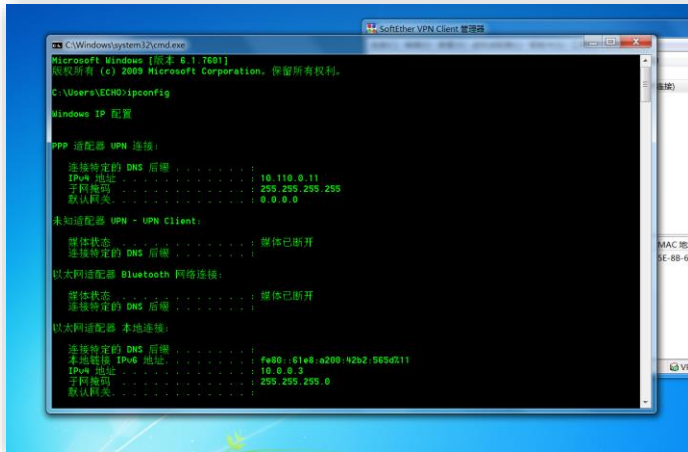 SoftEther VPN Client 管理器
C:\Windows\system32\cmd.exe
Microsoft Windows [版本 6.1.7601]
版权所有 (c) 2009 Microsoft Corporation。保留所有权利。
C:\Users\ECHO>ipconfig
Windows IP 配置
PPP 适配器 VPN 连接:
连接特定的 DNS 后缀 . . . . . . . :
IPv4 地址 . . . . . . . . . . . . : 10.110.0.11
子网掩码 . . . . . . . . . . . . : 255.255.255.255
默认网关. . . . . . . . . . . . . : 0.0.0.0
未知适配器 VPN - VPN Client:
媒体状态 . . . . . . . . . . . . : 媒体已断开
连接特定的 DNS 后缀 . . . . . . . :
以太网适配器 Bluetooth 网络连接:
媒体状态 . . . . . . . . . . . . : 媒体已断开
连接特定的 DNS 后缀 . . . . . . . :
以太网适配器 本地连接:
连接特定的 DNS 后缀 . . . . . . . :
本地链接 IPv6 地址. . . . . . . . : fe80::61e8:a200:42b2:565d%11
IPv4 地址 . . . . . . . . . . . . : 10.0.0.3
子网掩码 . . . . . . . . . . . . : 255.255.255.0
默认网关. . . . . . . . . . . . . :
连接)
MAC 地
5E-8B-6
VP